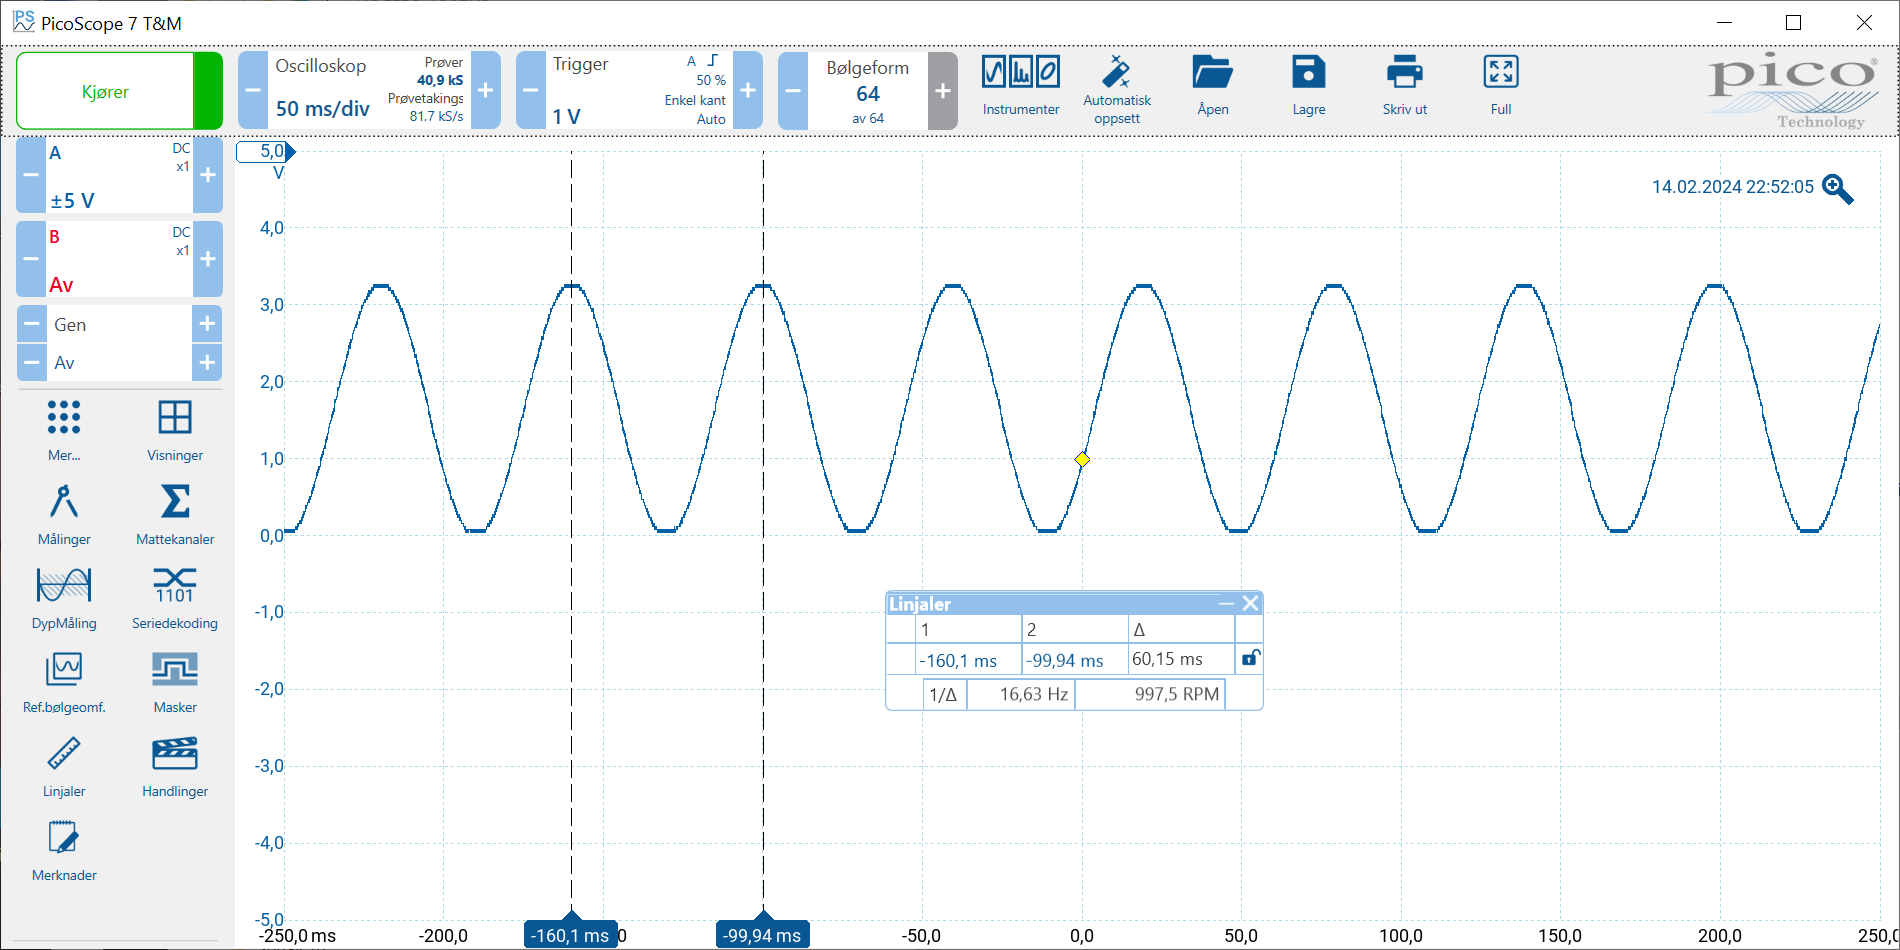 PicoScope 7 T&M
Kjører
Oscilloskop
50 ms/div
Prøver
40,9 kS
Prøvetakings
81,7 kS/s
Trigger
1 V
A
50 %
Enkel kant
Auto
Bølgeform
64
av 64
Instrumenter
Automatisk
oppsett
Åpen
Lagre
Skriv ut
Full
pico
Technology
A
DC
x1
±5 V
B
DC
x1
Av
Gen
Av
Mer...
Visninger
Målinger
Mattekanaler
DypMåling
1101
Seriedekoding
Ref.bølgeomf.
Masker
Linjaler
Handlinger
Merknader
14.02.2024 22:52:05
5,0
V
4,0
3,0
2,0
1,0
0,0
-1,0
-2,0
-3,0
-4,0
-5,0
Linjaler
1 2 Δ
-160,1 ms -99,94 ms 60,15 ms
1/Δ 16,63 Hz 997,5 RPM
-250,0 ms -200,0 -160,1 ms 0 -99,94 ms -50,0 0,0 50,0 100,0 150,0 200,0 250,0